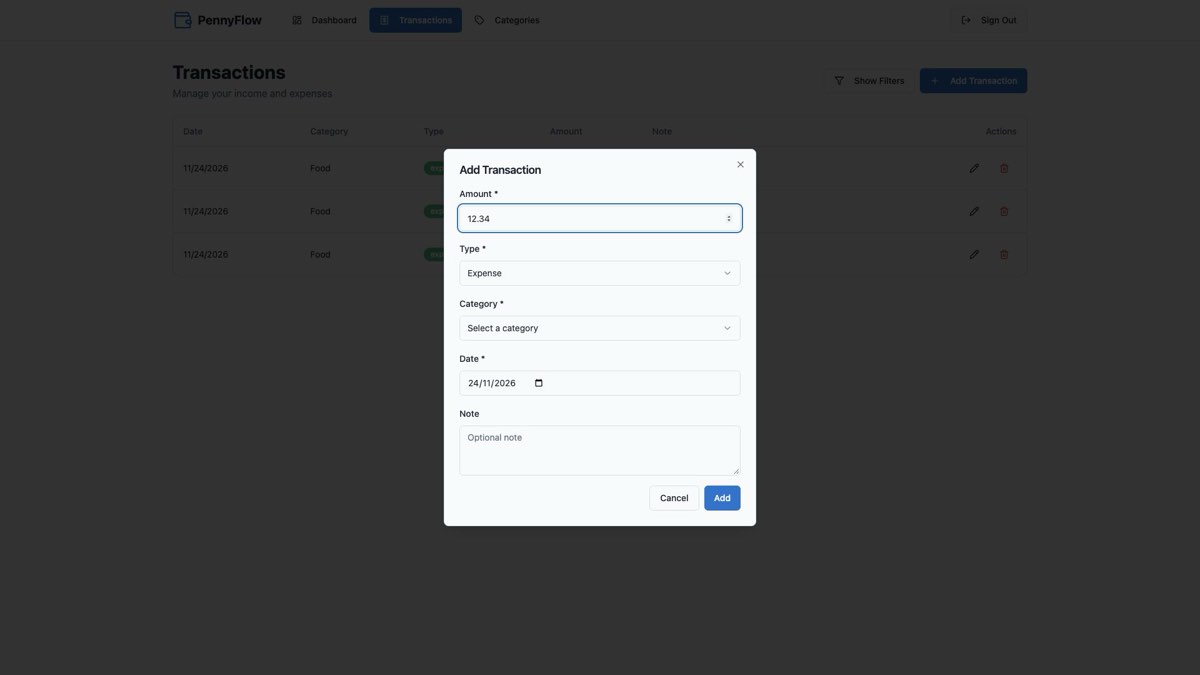 PennyFlow Dashboard Transactions Categories Sign Out
Transactions
Manage your income and expenses
Show Filters Add Transaction
Date Category Type Amount Note Actions
11/24/2026 Food
11/24/2026 Food
11/24/2026 Food
Add Transaction
Amount *
12.34
Type *
Expense
Category *
Select a category
Date *
24/11/2026
Note
Optional note
Cancel Add